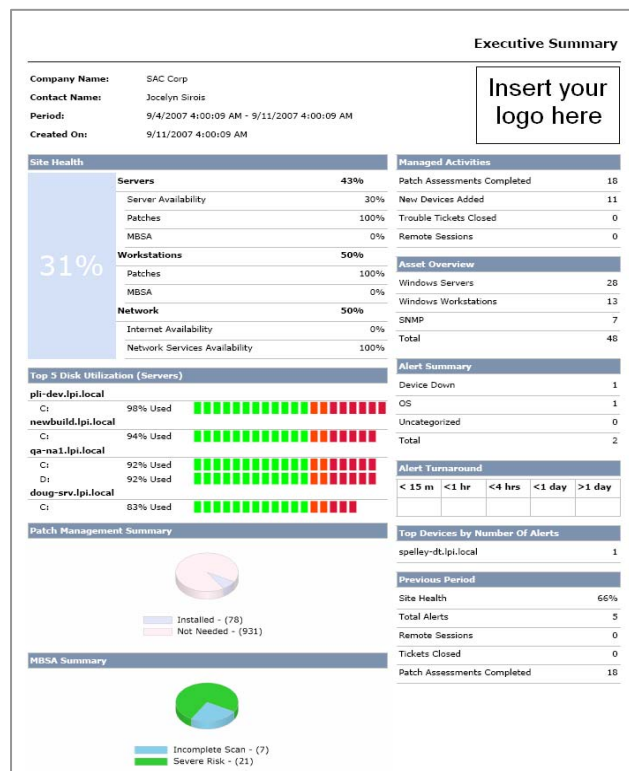 Executive Summary
Company Name: SAC Corp
Contact Name: Jocelyn Sirois
Period: 9/4/2007 4:00:09 AM - 9/11/2007 4:00:09 AM
Created On: 9/11/2007 4:00:09 AM
Insert your
logo here
Site Health
31%
Servers 43%
Server Availability 30%
Patches 100%
MBSA 0%
Workstations 50%
Patches 100%
MBSA 0%
Network 50%
Internet Availability 0%
Network Services Availability 100%
Top 5 Disk Utilization (Servers)
pli-dev.lpi.local
C: 98% Used
newbuild.lpi.local
C: 94% Used
qa-na1.lpi.local
C: 92% Used
D: 92% Used
doug-srv.lpi.local
C: 83% Used
Patch Management Summary
Installed - (78)
Not Needed - (931)
MBSA Summary
Incomplete Scan - (7)
Severe Risk - (21)
Managed Activities
Patch Assessments Completed 18
New Devices Added 11
Trouble Tickets Closed 0
Remote Sessions 0
Asset Overview
Windows Servers 28
Windows Workstations 13
SNMP 7
Total 48
Alert Summary
Device Down 1
OS 1
Uncategorized 0
Total 2
Alert Turnaround
< 15 m <1 hr <4 hrs <1 day >1 day
Top Devices by Number Of Alerts
spelley-dt.lpi.local 1
Previous Period
Site Health 66%
Total Alerts 5
Remote Sessions 0
Tickets Closed 0
Patch Assessments Completed 18